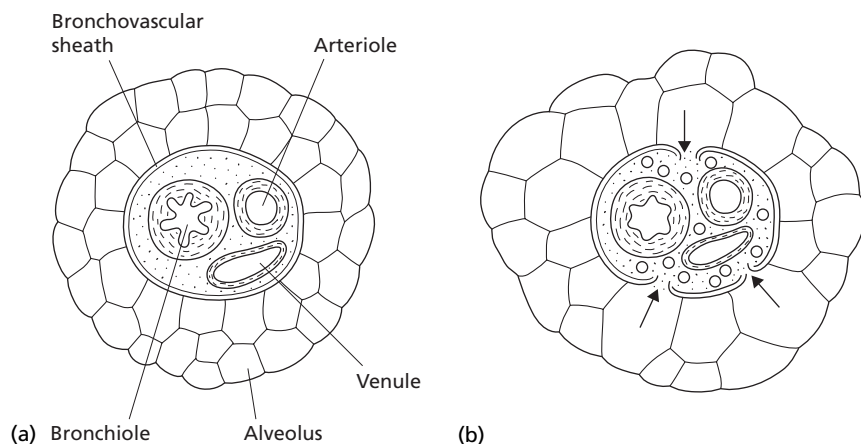 Bronchovascular
sheath
Arteriole
Venule
(a) Bronchiole
Alveolus
(b)